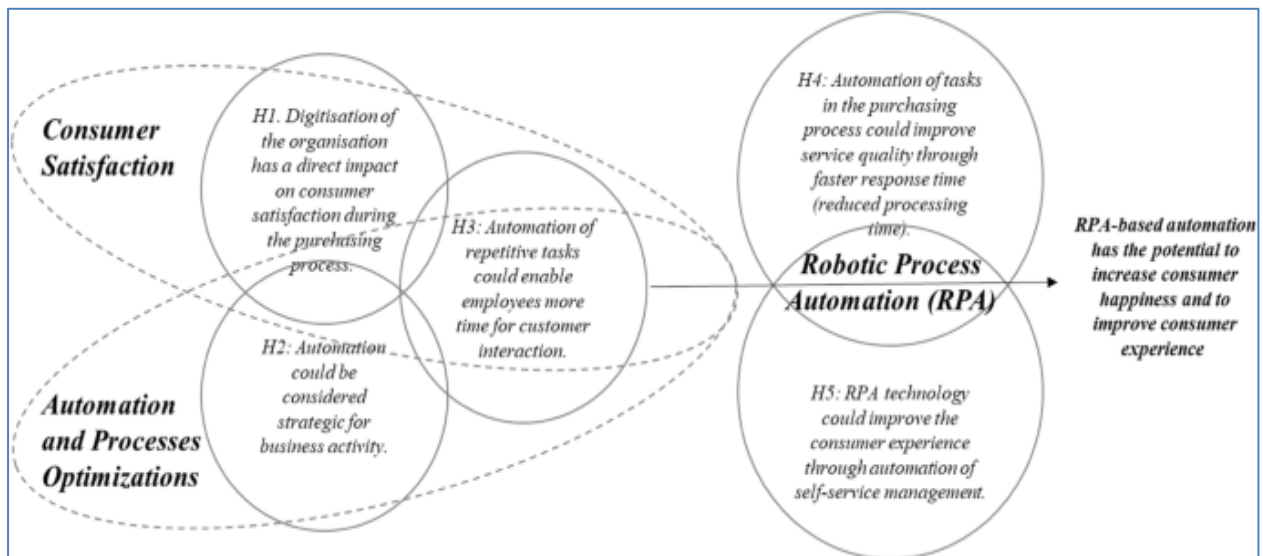 Consumer
Satisfaction
H1. Digitisation of
the organisation
has a direct impact
on consumer
satisfaction during
the purehasing
process.
H3: Automation of
repetitive tasks
could enable
employees more
time for customer
interaction.
H2: Automation
could be
considered
strategic for
business activity.
Automation
and Processes
Optimizations
H4: Automation of tasks
in the purchasing
process could improve
service quality through
faster response time
(reduced processing
time).
Robotic Process
Automation (RPA)
H5: RPA technology
could improve the
consumer experience
through automation of
self-service management.
RPA-based automation
has the potential to
increase consumer
happiness and to
improve consumer
experience